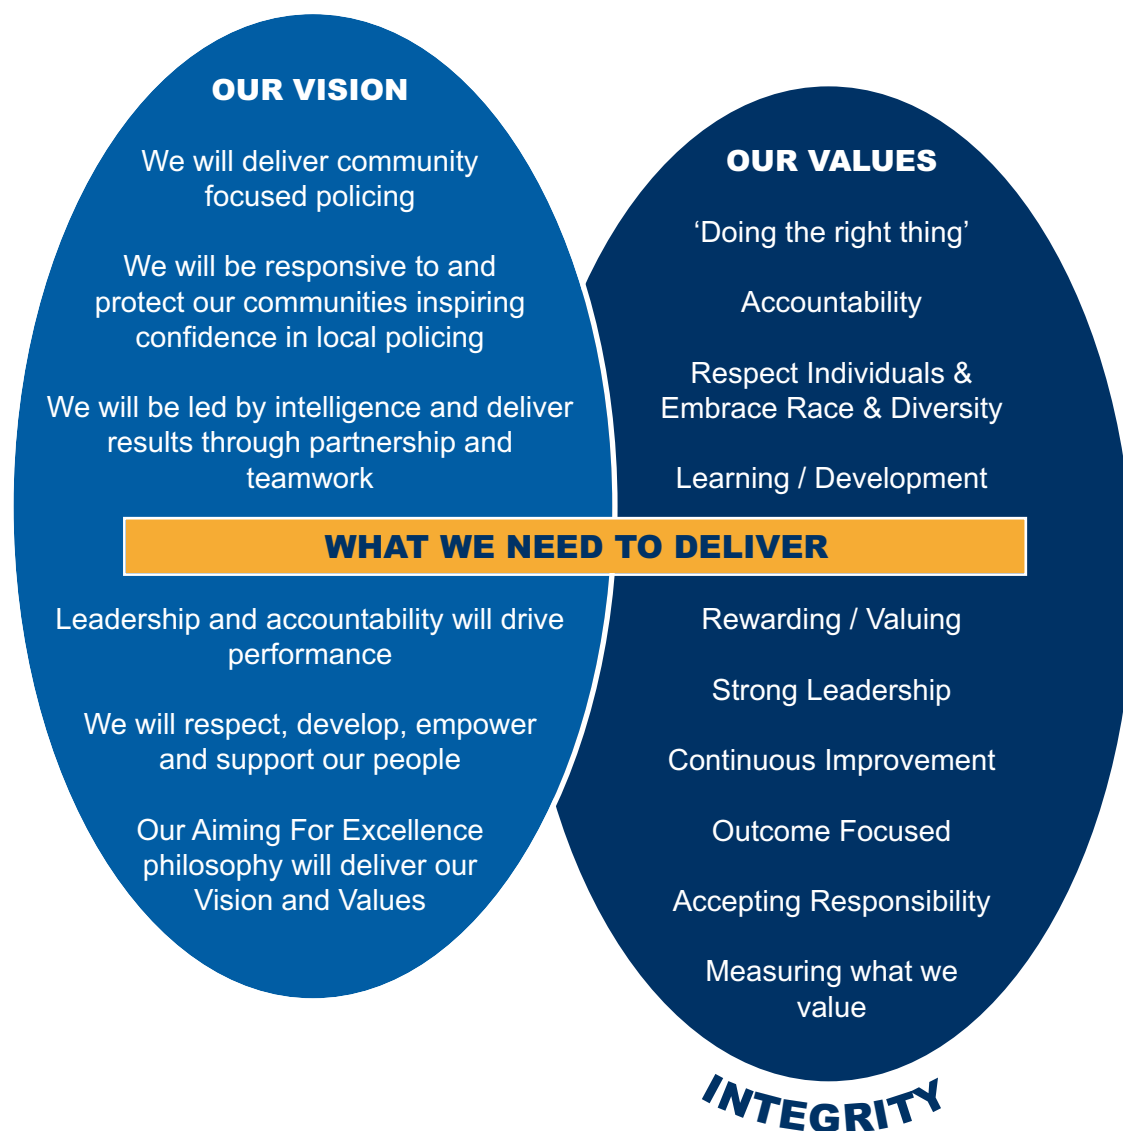 OUR VISION
We will deliver community
focused policing
We will be responsive to and
protect our communities inspiring
confidence in local policing
We will be led by intelligence and deliver
results through partnership and
teamwork
OUR VALUES
‘Doing the right thing’
Accountability
Respect Individuals &
Embrace Race & Diversity
Learning / Development
WHAT WE NEED TO DELIVER
Leadership and accountability will drive
performance
We will respect, develop, empower
and support our people
Our Aiming For Excellence
philosophy will deliver our
Vision and Values
Rewarding / Valuing
Strong Leadership
Continuous Improvement
Outcome Focused
Accepting Responsibility
Measuring what we
value
INTEGRITY